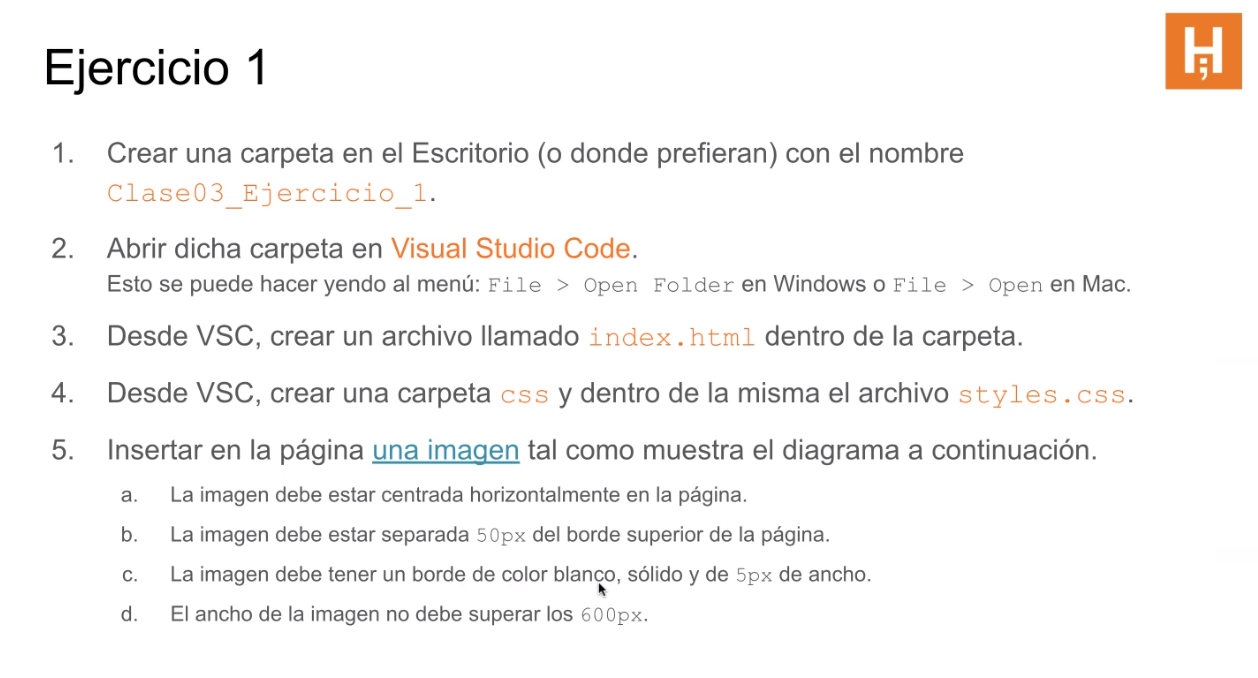 Ejercicio 1
H;
1. Crear una carpeta en el Escritorio (o donde prefieran) con el nombre
Clase03_Ejercicio_1.
2. Abrir dicha carpeta en Visual Studio Code.
Esto se puede hacer yendo al menú: File > Open Folder en Windows o File > Open en Mac.
3. Desde VSC, crear un archivo llamado index.html dentro de la carpeta.
4. Desde VSC, crear una carpeta css y dentro de la misma el archivo styles.css.
5. Insertar en la página una imagen tal como muestra el diagrama a continuación.
a. La imagen debe estar centrada horizontalmente en la página.
b. La imagen debe estar separada 50px del borde superior de la página.
c. La imagen debe tener un borde de color blanco, sólido y de 5px de ancho.
d. El ancho de la imagen no debe superar los 600px.